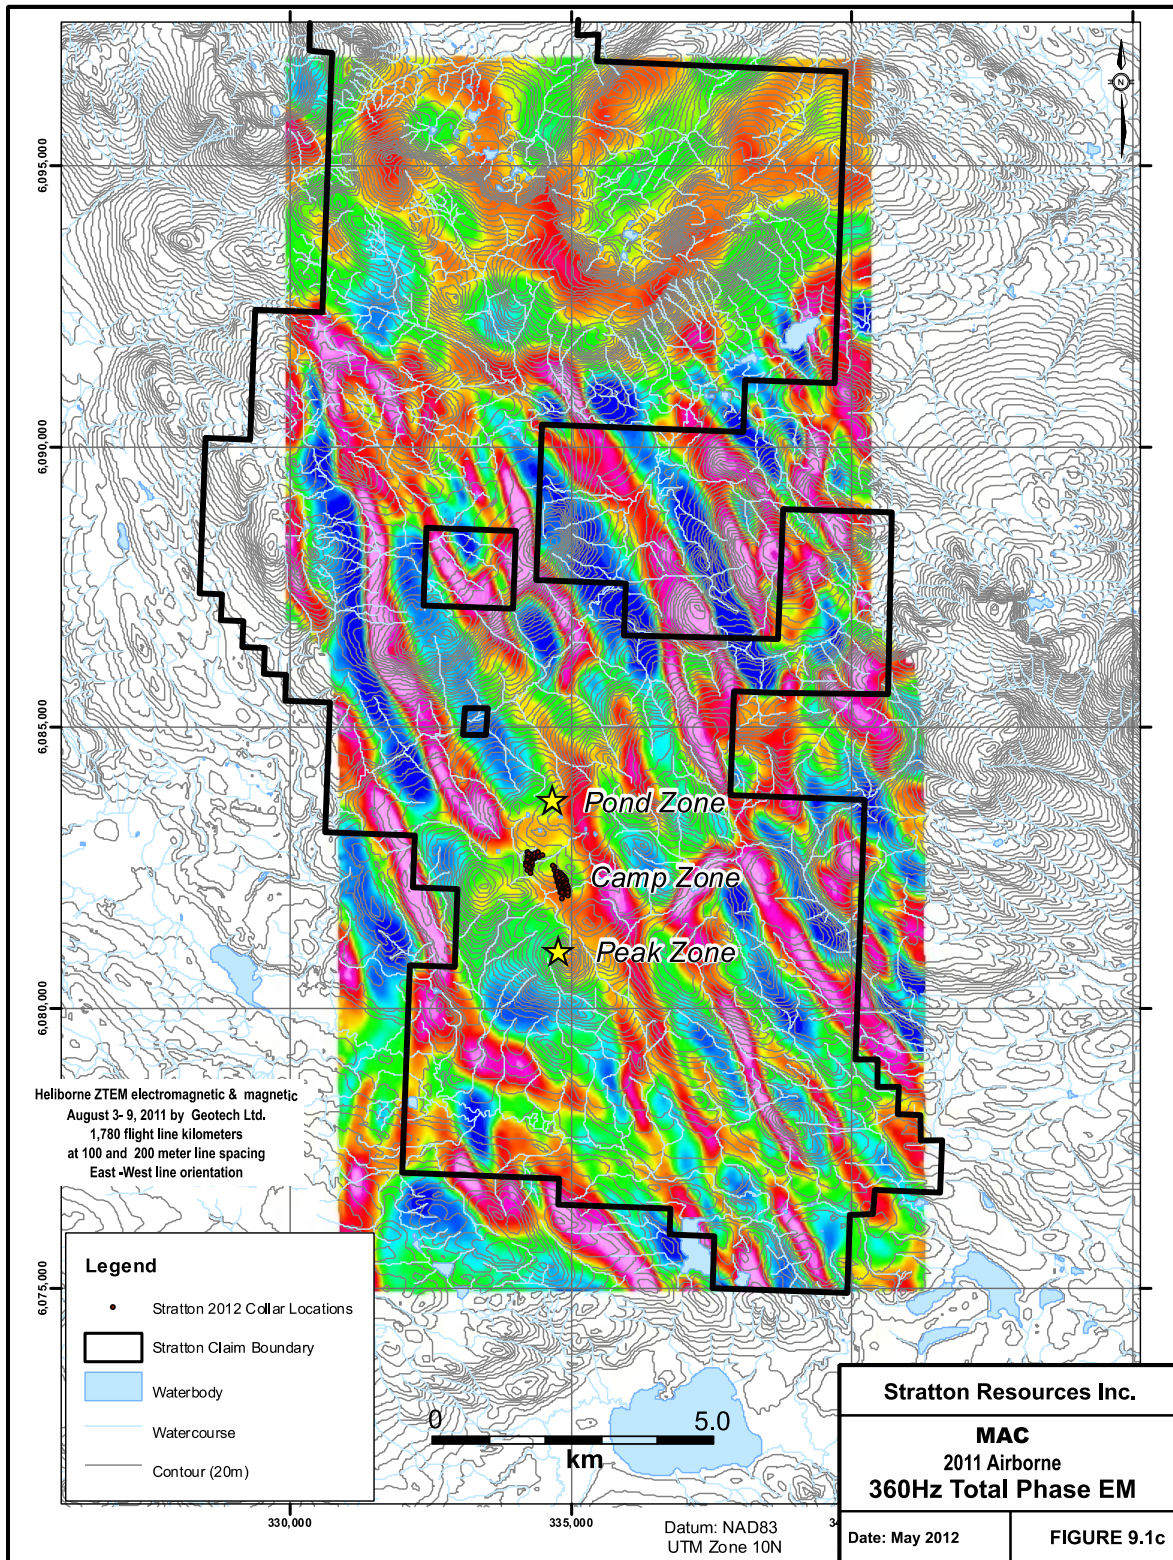 N
6,095,000
6,090,000
6,085,000
Pond Zone
Camp Zone
Peak Zone
6,080,000
Heliborne ZTEM electromagnetic & magnetic
August 3- 9, 2011 by Geotech Ltd.
1,780 flight line kilometers
at 100 and 200 meter line spacing
East -West line orientation
6,075,000
Legend
Stratton 2012 Collar Locations
Stratton Claim Boundary
Waterbody
Watercourse
Contour (20m)
0 5.0
km
330,000
335,000
Datum: NAD83
UTM Zone 10N
Stratton Resources Inc.
MAC
2011 Airborne
360Hz Total Phase EM
Date: May 2012
FIGURE 9.1c